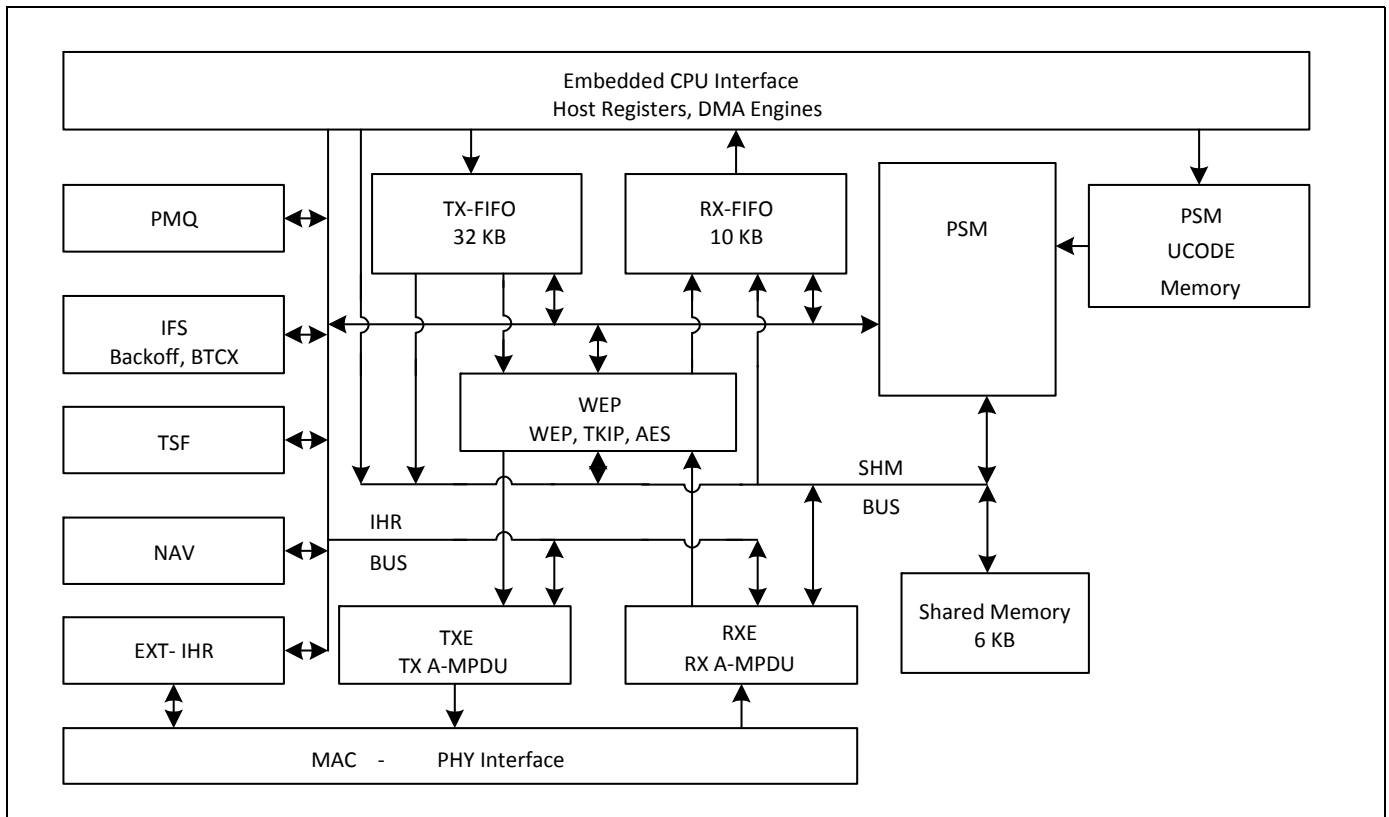 Embedded CPU Interface
Host Registers, DMA Engines
PMQ
TX-FIFO
32 KB
RX-FIFO
10 KB
PSM
PSM
UCODE
Memory
IFS
Backoff, BTCX
WEP
WEP, TKIP, AES
TSF
SHM
BUS
IHR
BUS
NAV
Shared Memory
6 KB
TXE
TX A-MPDU
RXE
RX A-MPDU
EXT- IHR
MAC - PHY Interface